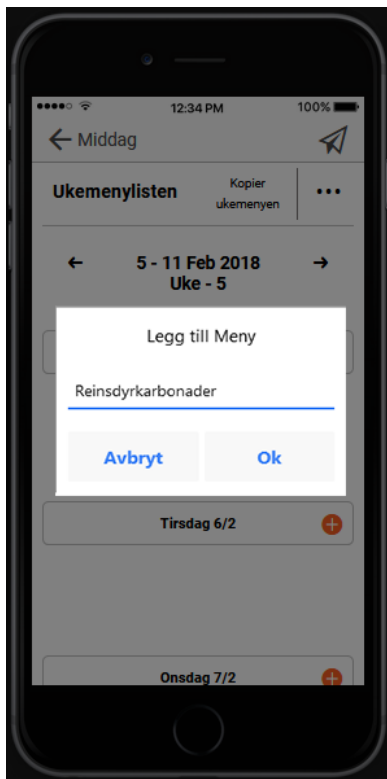 12:34 PM
100%
Middag
Ukemenylisten
Kopier
ukemenyen
5 - 11 Feb 2018
Uke - 5
Legg till Meny
Reinsdyrkarbonader
Avbryt
Ok
Tirsdag 6/2
Onsdag 7/2